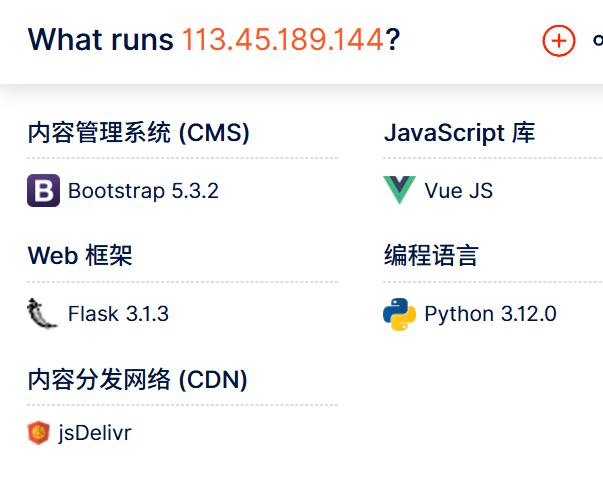 What runs 113.45.189.144?
内容管理系统 (CMS)
JavaScript 库
Bootstrap 5.3.2
Vue JS
Web 框架
编程语言
Flask 3.1.3
Python 3.12.0
内容分发网络 (CDN)
jsDelivr